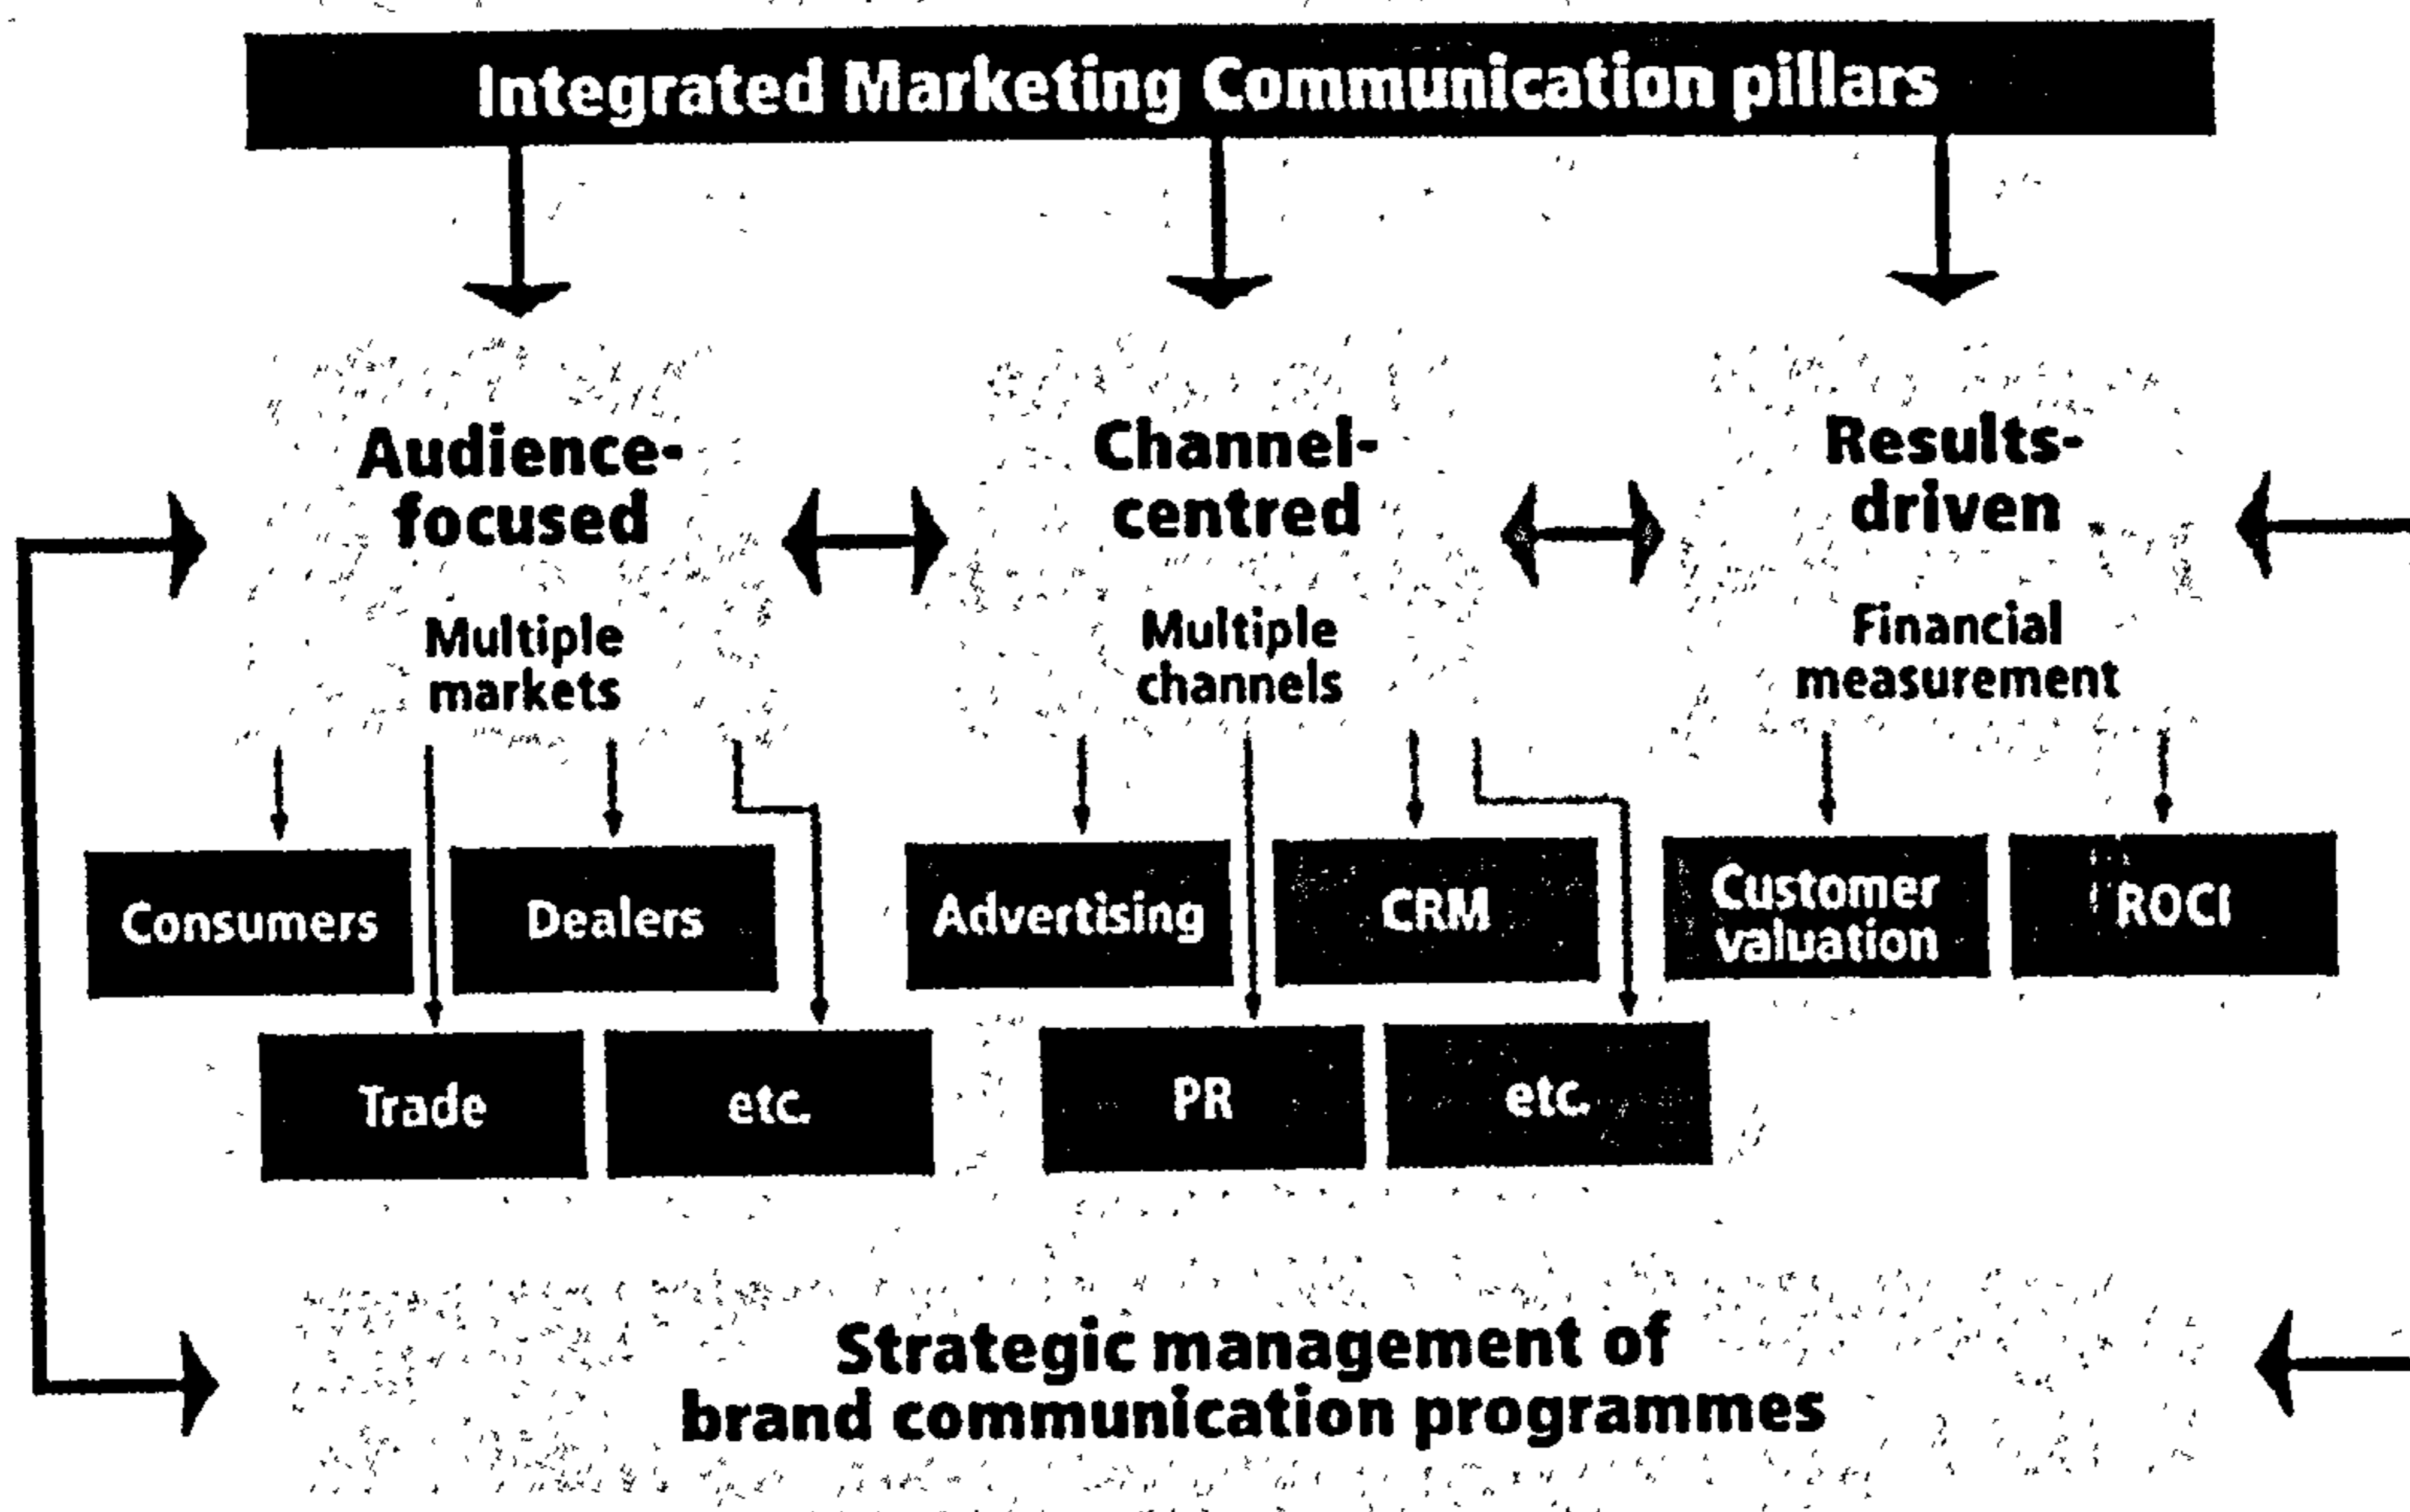 Integrated Marketing Communication pillars
Audience-
focused
Multiple
markets
Channel-
centred
Multiple
channels
Results-
driven
Financial
measurement
Consumers
Dealers
Advertising
CRM
Customer
valuation
ROCI
Trade
etc.
PR
etc.
Strategic management of
brand communication programmes